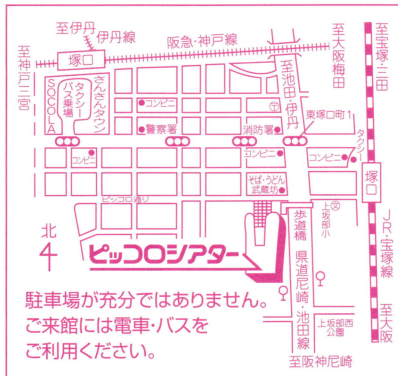 至伊丹
伊丹線
阪急・神戸線
至大阪梅田
至宝塚・三田
塚口
至神戸三宮
SOCOLA
タクシーバス乗場
さんさんタウン
コンビニ
〒
至池田・伊丹
東塚口町1
警察署
消防署
タクシー
コンビニ
コンビニ
コンビニ
そば・うどん
武蔵坊
塚口
ピッコロ通り
北
文
上坂部小
歩道橋
ピッコロシアター
県道尼崎・池田線
JR・宝塚線
至大阪
上坂部西公園
駐車場が充分ではありません。
ご来館には電車・バスを
ご利用ください。
至阪神尼崎